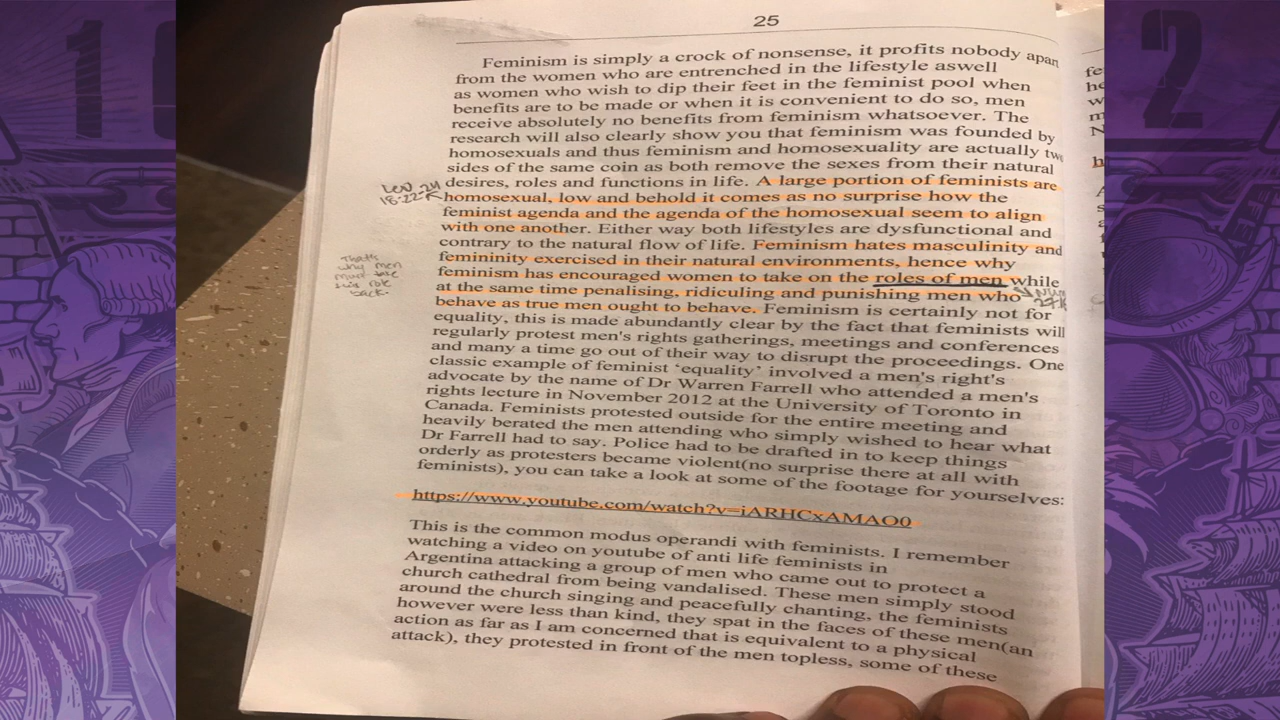 25
Feminism is simply a crock of nonsense, it profits nobody apart
from the women who are entrenched in the lifestyle aswell
as women who wish to dip their feet in the feminist pool when
benefits are to be made or when it is convenient to do so, men
receive absolutely no benefits from feminism whatsoever. The
research will also clearly show you that feminism was founded by
homosexuals and thus feminism and homosexuality are actually two
sides of the same coin as both remove the sexes from their natural
desires, roles and functions in life. A large portion of feminists are
homosexual, low and behold it comes as no surprise how the
feminist agenda and the agenda of the homosexual seem to align
with one another. Either way both lifestyles are dysfunctional and
contrary to the natural flow of life. Feminism hates masculinity and
femininity exercised in their natural environments, hence why
feminism has encouraged women to take on the roles of men while
at the same time penalising, ridiculing and punishing men who
behave as true men ought to behave. Feminism is certainly not for
equality, this is made abundantly clear by the fact that feminists will
regularly protest men's rights gatherings, meetings and conferences
and many a time go out of their way to disrupt the proceedings. One
classic example of feminist ‘equality’ involved a men's right's
advocate by the name of Dr Warren Farrell who attended a men's
rights lecture in November 2012 at the University of Toronto in
Canada. Feminists protested outside for the entire meeting and
heavily berated the men attending who simply wished to hear what
Dr Farrell had to say. Police had to be drafted in to keep things
orderly as protesters became violent(no surprise there at all with
feminists), you can take a look at some of the footage for yourselves:
https://www.youtube.com/watch?v=iARHCxAMAO0
This is the common modus operandi with feminists. I remember
watching a video on youtube of anti life feminists in
Argentina attacking a group of men who came out to protect a
church cathedral from being vandalised. These men simply stood
around the church singing and peacefully chanting, the feminists
however were less than kind, they spat in the faces of these men(an
action as far as I am concerned that is equivalent to a physical
attack), they protested in front of the men topless, some of these
18-22
That's
why men
must take
back.
2